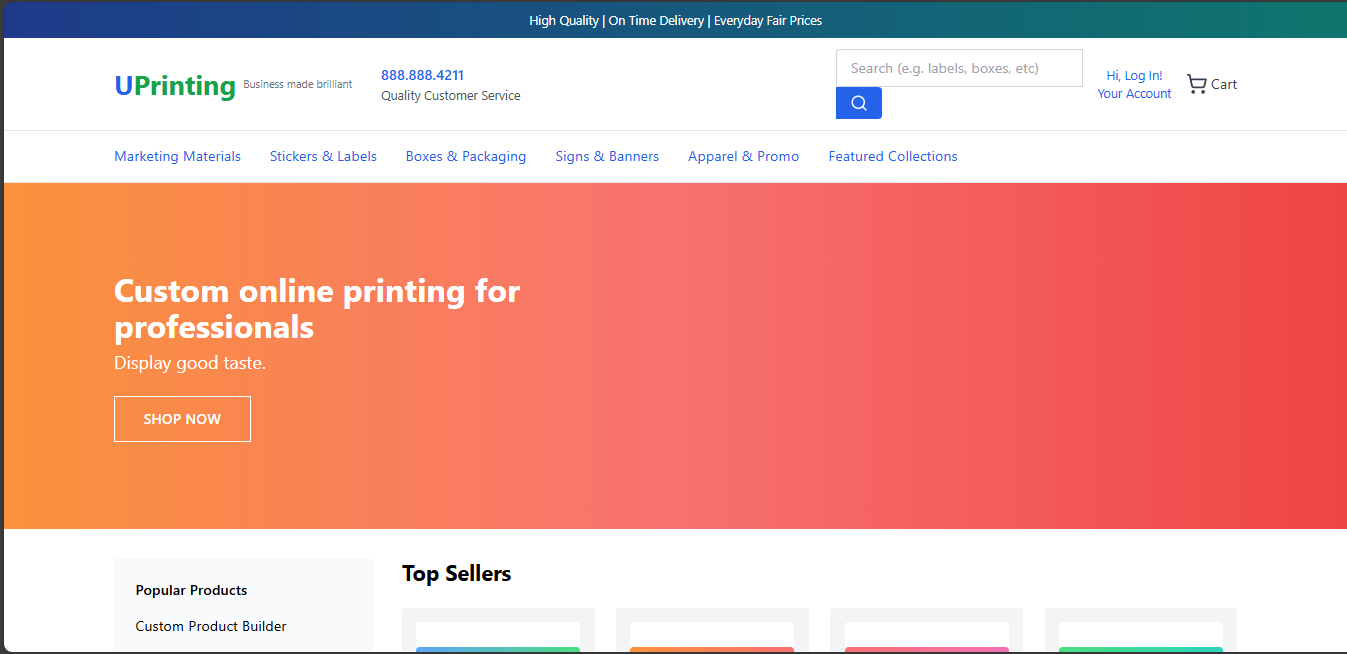 High Quality | On Time Delivery | Everyday Fair Prices
UPrinting Business made brilliant
888.888.4211
Quality Customer Service
Search (e.g. labels, boxes, etc)
Hi, Log In!
Your Account
Cart
Marketing Materials Stickers & Labels Boxes & Packaging Signs & Banners Apparel & Promo Featured Collections
Custom online printing for
professionals
Display good taste.
SHOP NOW
Popular Products
Custom Product Builder
Top Sellers